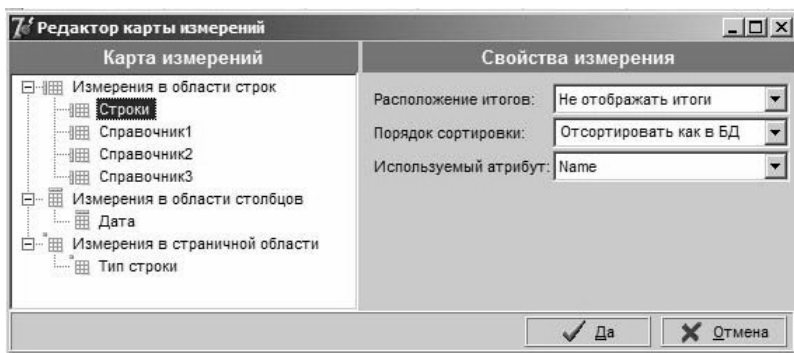 Редактор карты измерений
Карта измерений
Свойства измерения
Измерения в области строк
Строки
Справочник1
Справочник2
Справочник3
Измерения в области столбцов
Дата
Измерения в страничной области
Тип строки
Расположение итогов: Не отображать итоги
Порядок сортировки: Отсортировать как в БД
Используемый атрибут: Name
Да
Отмена